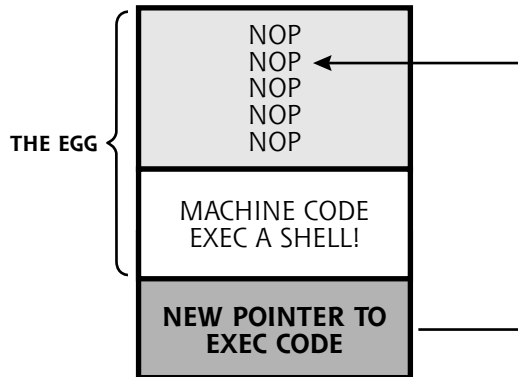 NOP
NOP
NOP
NOP
NOP
THE EGG
MACHINE CODE
EXEC A SHELL!
NEW POINTER TO
EXEC CODE